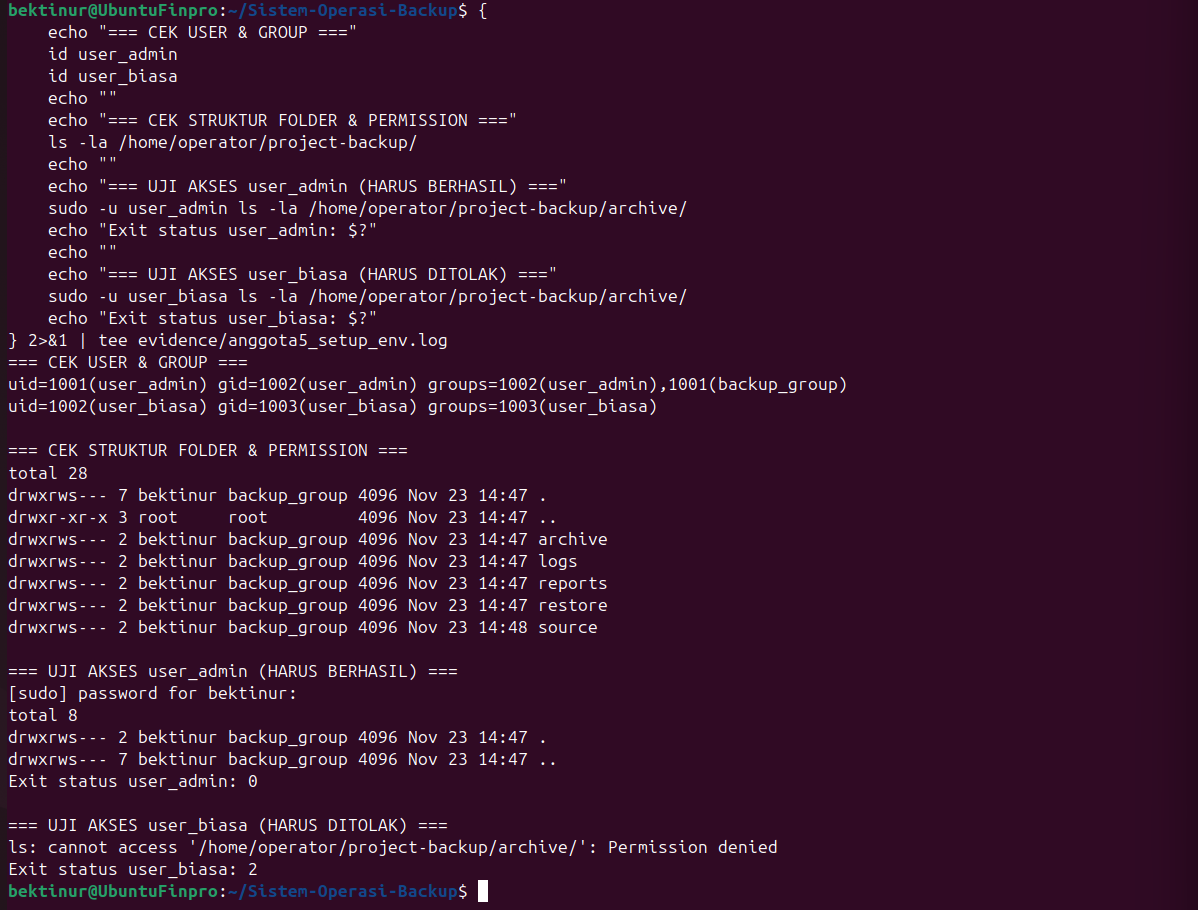 bektinur@UbuntuFinpro:~/Sistem-Operasi-Backup$ {
    echo "=== CEK USER & GROUP ==="
    id user_admin
    id user_biasa
    echo ""
    echo "=== CEK STRUKTUR FOLDER & PERMISSION ==="
    ls -la /home/operator/project-backup/
    echo ""
    echo "=== UJI AKSES user_admin (HARUS BERHASIL) ==="
    sudo -u user_admin ls -la /home/operator/project-backup/archive/
    echo "Exit status user_admin: $?"
    echo ""
    echo "=== UJI AKSES user_biasa (HARUS DITOLAK) ==="
    sudo -u user_biasa ls -la /home/operator/project-backup/archive/
    echo "Exit status user_biasa: $?"
} 2>&1 | tee evidence/anggota5_setup_env.log
=== CEK USER & GROUP ===
uid=1001(user_admin) gid=1002(user_admin) groups=1002(user_admin),1001(backup_group)
uid=1002(user_biasa) gid=1003(user_biasa) groups=1003(user_biasa)

=== CEK STRUKTUR FOLDER & PERMISSION ===
total 28
drwxrws--- 7 bektinur backup_group 4096 Nov 23 14:47 .
drwxr-xr-x 3 root     root         4096 Nov 23 14:47 ..
drwxrws--- 2 bektinur backup_group 4096 Nov 23 14:47 archive
drwxrws--- 2 bektinur backup_group 4096 Nov 23 14:47 logs
drwxrws--- 2 bektinur backup_group 4096 Nov 23 14:47 reports
drwxrws--- 2 bektinur backup_group 4096 Nov 23 14:47 restore
drwxrws--- 2 bektinur backup_group 4096 Nov 23 14:48 source

=== UJI AKSES user_admin (HARUS BERHASIL) ===
[sudo] password for bektinur:
total 8
drwxrws--- 2 bektinur backup_group 4096 Nov 23 14:47 .
drwxrws--- 7 bektinur backup_group 4096 Nov 23 14:47 ..
Exit status user_admin: 0

=== UJI AKSES user_biasa (HARUS DITOLAK) ===
ls: cannot access '/home/operator/project-backup/archive/': Permission denied
Exit status user_biasa: 2
bektinur@UbuntuFinpro:~/Sistem-Operasi-Backup$